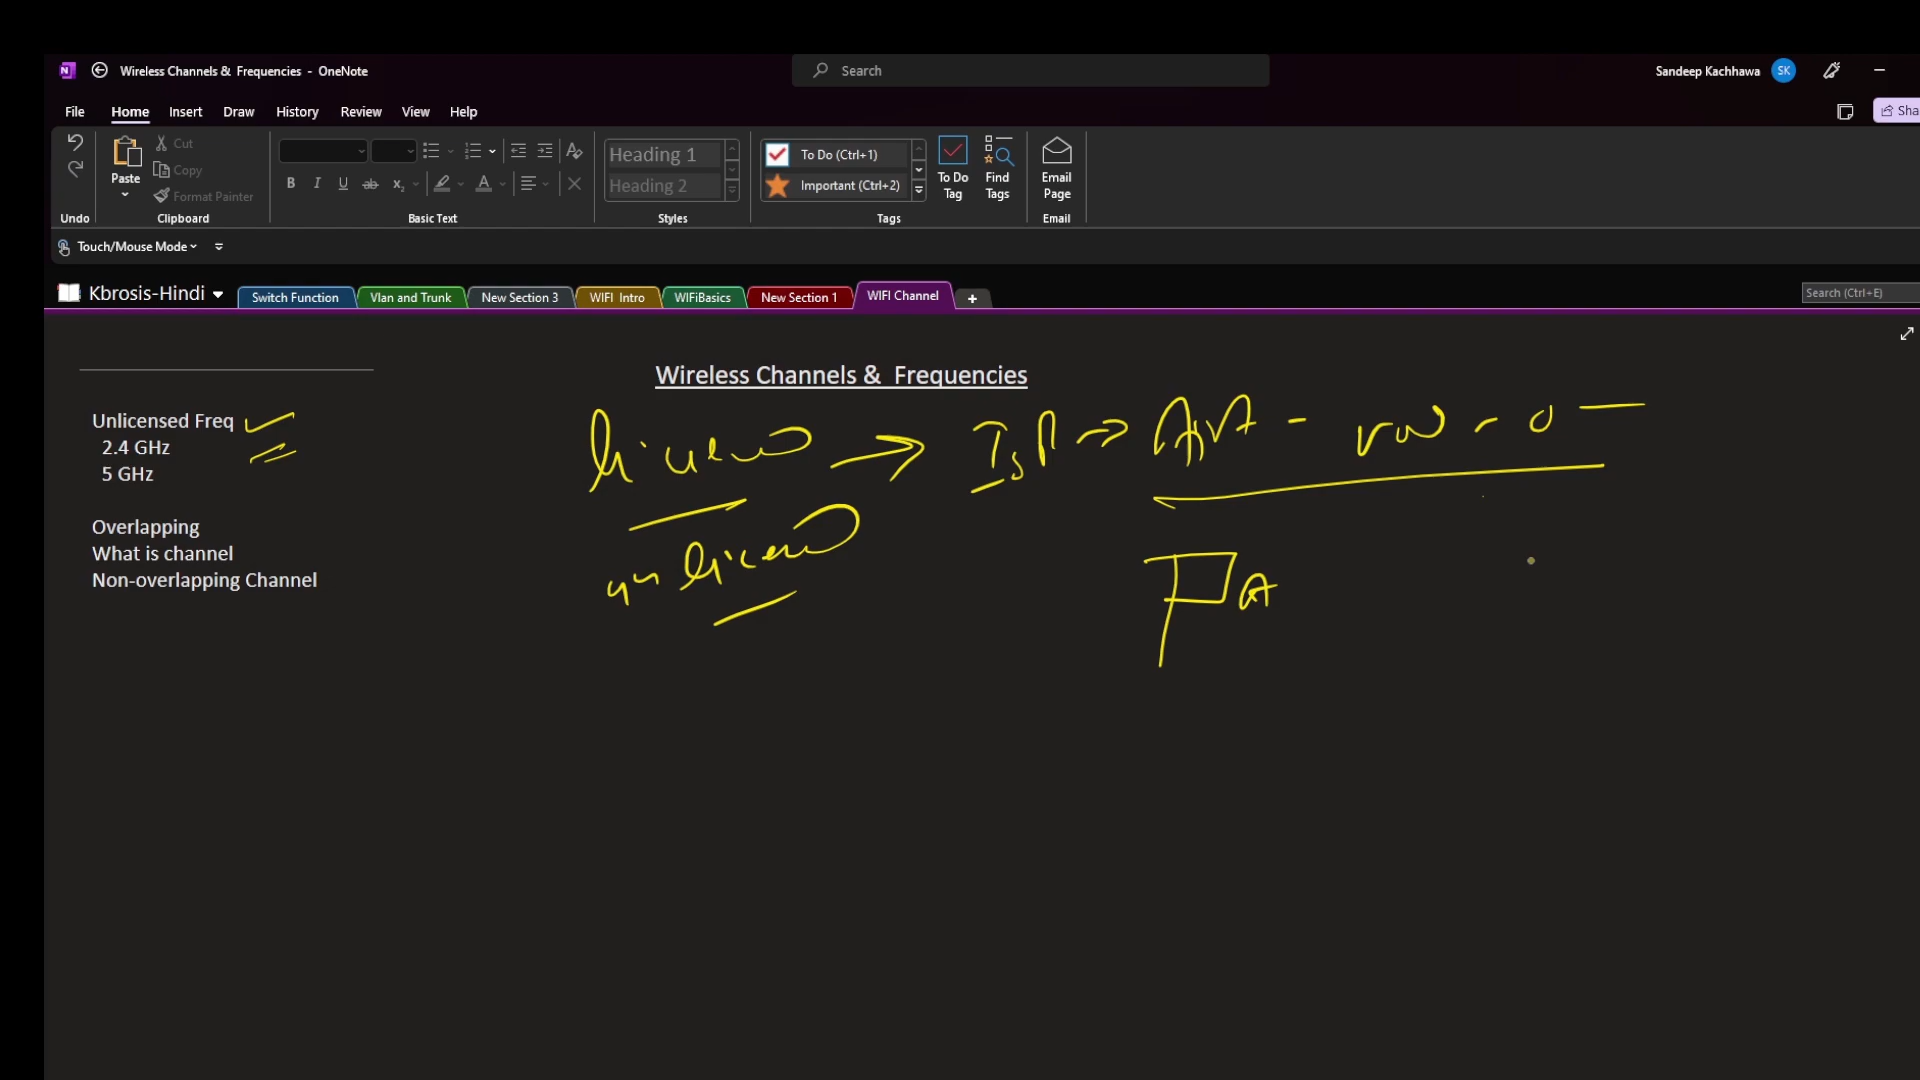 Wireless Channels & Frequencies - OneNote
Search
Sandeep Kachhawa
SK
File Home Insert Draw History Review View Help
Sha
Paste
Cut
Copy
Format Painter
Heading 1
Heading 2
To Do (Ctrl+1)
Important (Ctrl+2)
To Do Tag
Find Tags
Email Page
Undo Clipboard Basic Text Styles Tags Email
Touch/Mouse Mode
Kbrosis-Hindi
Switch Function Vlan and Trunk New Section 3 WIFI Intro WIFiBasics New Section 1 WIFI Channel
Search (Ctrl+E)
Wireless Channels & Frequencies
Unlicensed Freq
2.4 GHz
5 GHz
Overlapping
What is channel
Non-overlapping Channel
ISP
A